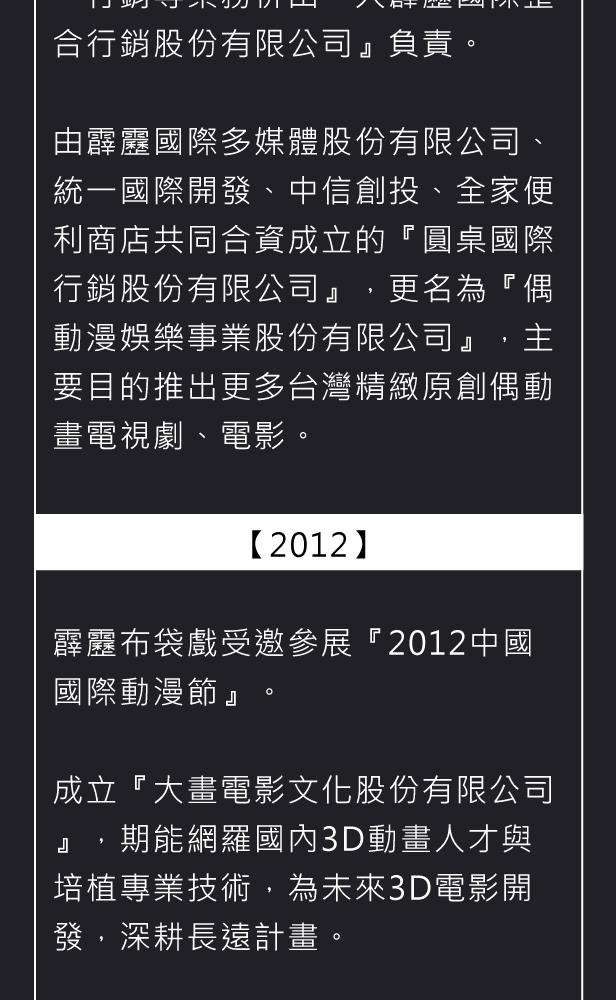 合行銷股份有限公司』負責。
由霹靂國際多媒體股份有限公司、
統一國際開發、中信創投、全家便
利商店共同合資成立的『圓桌國際
行銷股份有限公司』，更名為『偶
動漫娛樂事業股份有限公司』，主
要目的推出更多台灣精緻原創偶動
畫電視劇、電影。
【2012】
霹靂布袋戲受邀參展『2012中國
國際動漫節』。
成立『大畫電影文化股份有限公司
』，期能網羅國內3D動畫人才與
培植專業技術，為未來3D電影開
發，深耕長遠計畫。